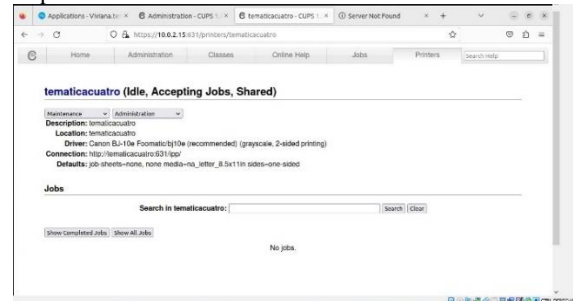 Applications - Viriana.to
Administration - CUPS 1.
tematicacuatro - CUPS 1.
Server Not Found
https://10.0.2.15:631/printers/tematicacuatro
Home Administration Classes Online Help Jobs Printers Search Help
tematicacuatro (Idle, Accepting Jobs, Shared)
Maintenance Administration
Description: tematicacuatro
Location: tematicacuatro
Driver: Canon BJ-10e Foomatic/bj10e (recommended) (grayscale, 2-sided printing)
Connection: http://tematicacuatro:631/ipp/
Defaults: job-sheets=none, none media=na_letter_8.5x11in sides=one-sided
Jobs
Search in tematicacuatro: Search Clear
Show Completed Jobs Show All Jobs
No jobs.